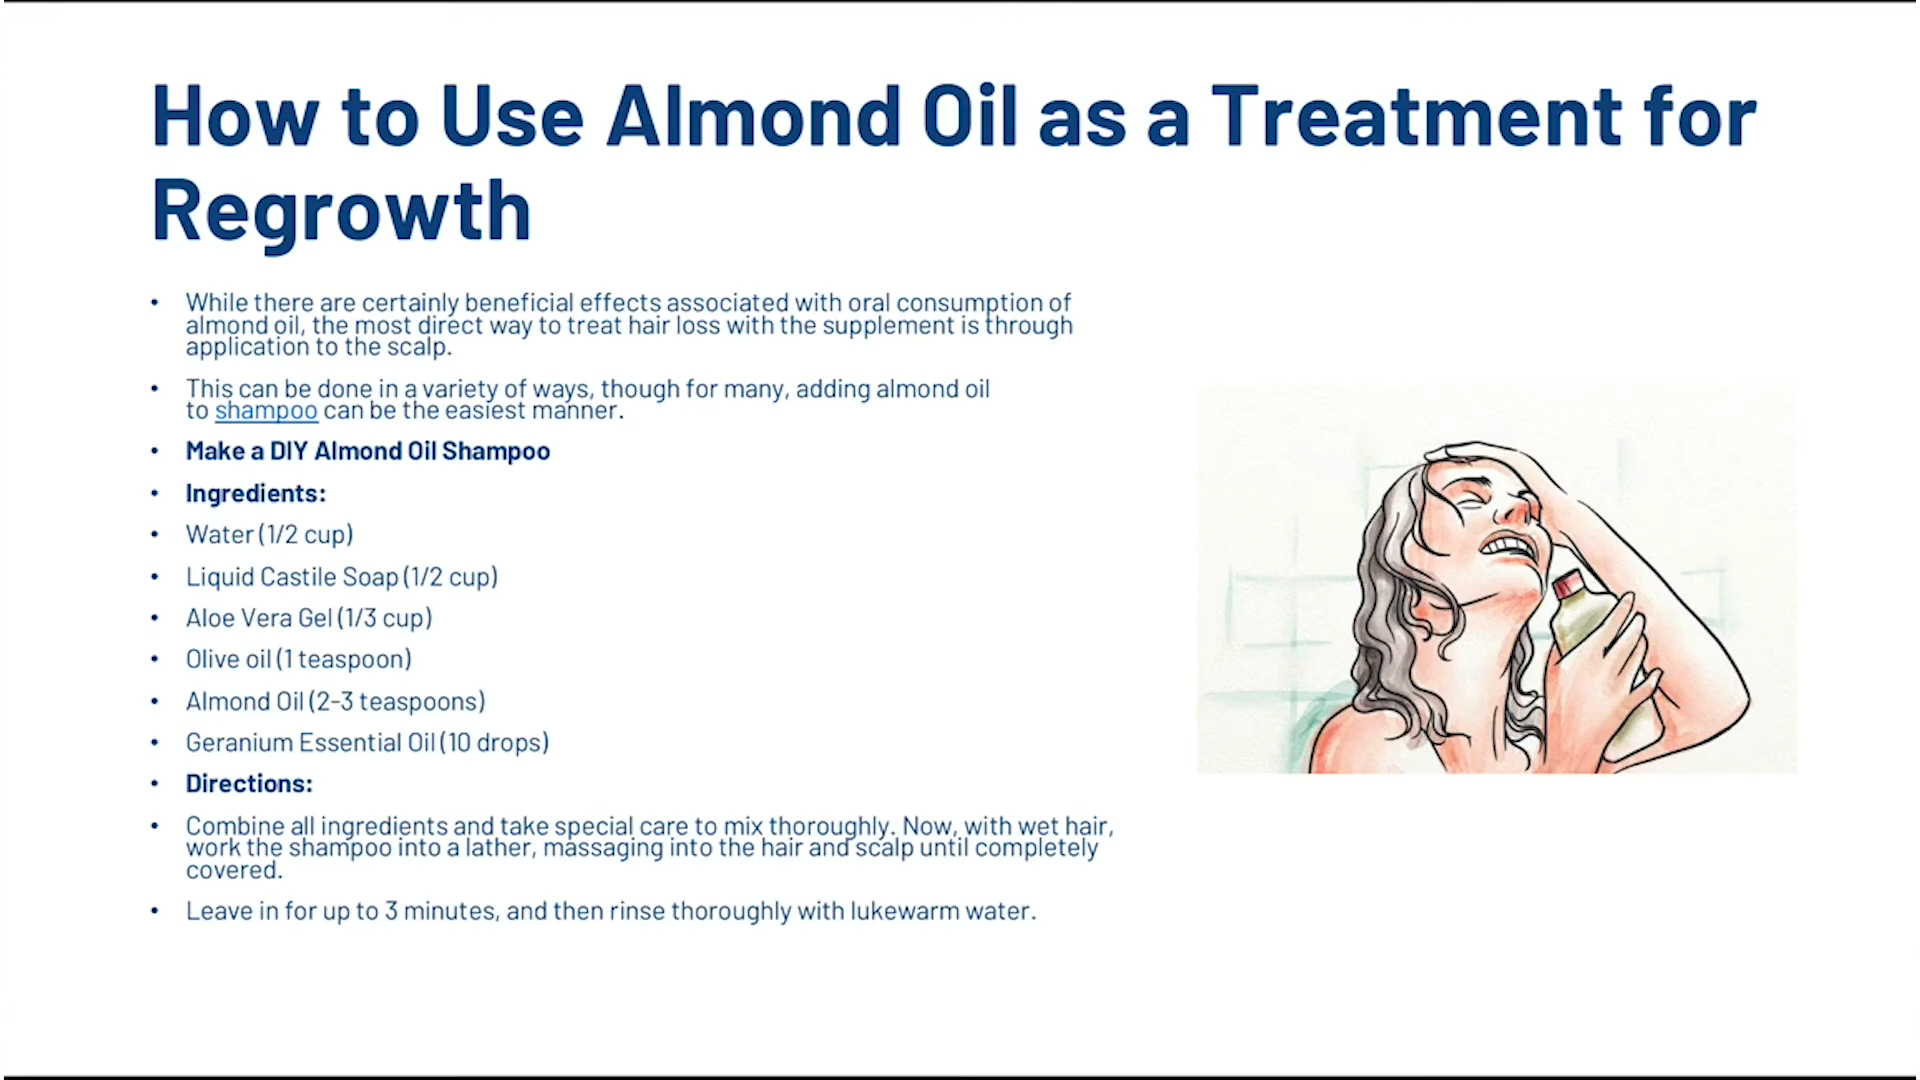 How to Use Almond Oil as a Treatment for
Regrowth
• While there are certainly beneficial effects associated with oral consumption of
almond oil, the most direct way to treat hair loss with the supplement is through
application to the scalp.
• This can be done in a variety of ways, though for many, adding almond oil
to shampoo can be the easiest manner.
• Make a DIY Almond Oil Shampoo
• Ingredients:
• Water (1/2 cup)
• Liquid Castile Soap (1/2 cup)
• Aloe Vera Gel (1/3 cup)
• Olive oil (1 teaspoon)
• Almond Oil (2-3 teaspoons)
• Geranium Essential Oil (10 drops)
• Directions:
• Combine all ingredients and take special care to mix thoroughly. Now, with wet hair,
work the shampoo into a lather, massaging into the hair and scalp until completely
covered.
• Leave in for up to 3 minutes, and then rinse thoroughly with lukewarm water.